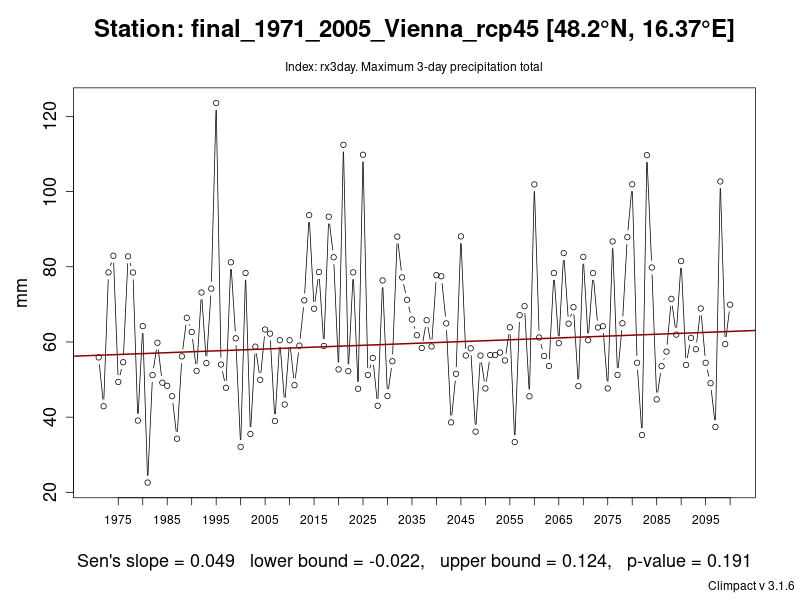 Station: final_1971_2005_Vienna_rcp45 [48.2°N, 16.37°E]
Index: rx3day. Maximum 3-day precipitation total
120
100
80
60
40
20
mm
1975 1985 1995 2005 2015 2025 2035 2045 2055 2065 2075 2085 2095
Sen's slope = 0.049 lower bound = -0.022, upper bound = 0.124, p-value = 0.191
Climpact v 3.1.6